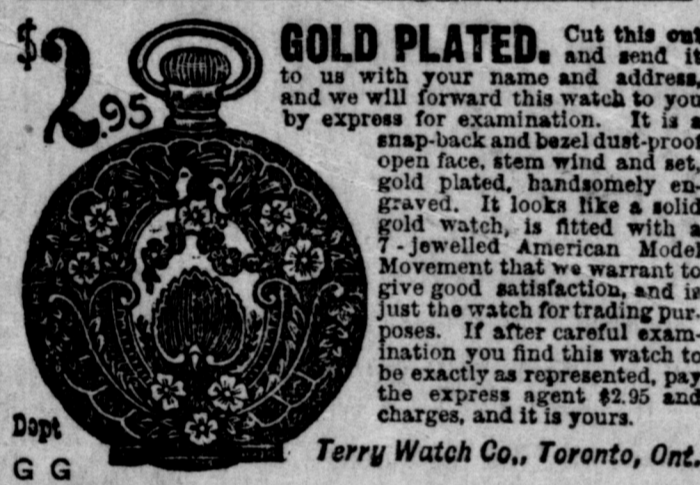 $2.95
GOLD PLATED. Cut this out
and send it
to us with your name and address,
and we will forward this watch to you
by express for examination. It is a
snap-back and bezel dust-proof
open face, stem wind and set,
gold plated, handsomely en-
graved. It looks like a solid
gold watch, is fitted with a
7-jewelled American Model
Movement that we warrant to
give good satisfaction, and is
just the watch for trading pur-
poses. If after careful exam-
ination you find this watch to
be exactly as represented, pay
the express agent $2.95 and
charges, and it is yours.
Terry Watch Co., Toronto, Ont.
Dept
G G